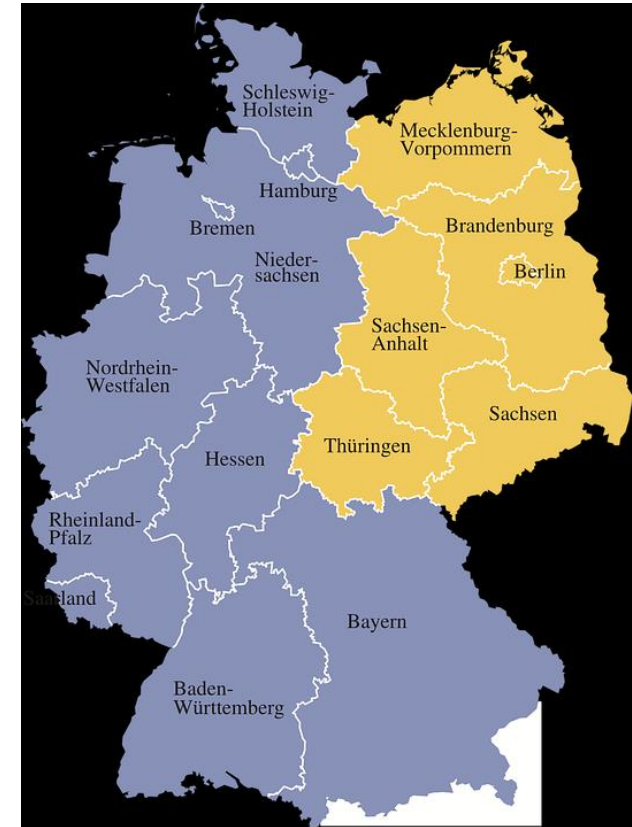 Schleswig-
Holstein
Mecklenburg-
Vorpommern
Hamburg
Bremen
Brandenburg
Nieder-
sachsen
Berlin
Sachsen-
Anhalt
Nordrhein-
Westfalen
Sachsen
Thüringen
Hessen
Rheinland-
Pfalz
Saarland
Bayern
Baden-
Württemberg